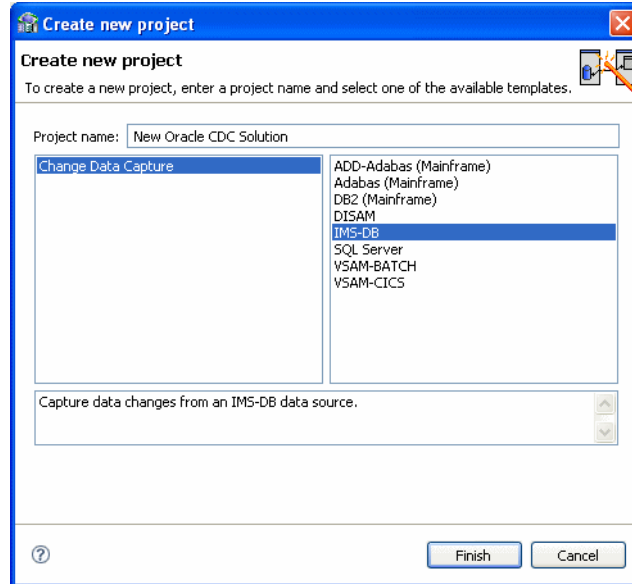 Create new project
Create new project
To create a new project, enter a project name and select one of the available templates.
Project name: New Oracle CDC Solution
Change Data Capture
ADD-Adabas (Mainframe)
Adabas (Mainframe)
DB2 (Mainframe)
DISAM
IMS-DB
SQL Server
VSAM-BATCH
VSAM-CICS
Capture data changes from an IMS-DB data source.
?
Finish
Cancel